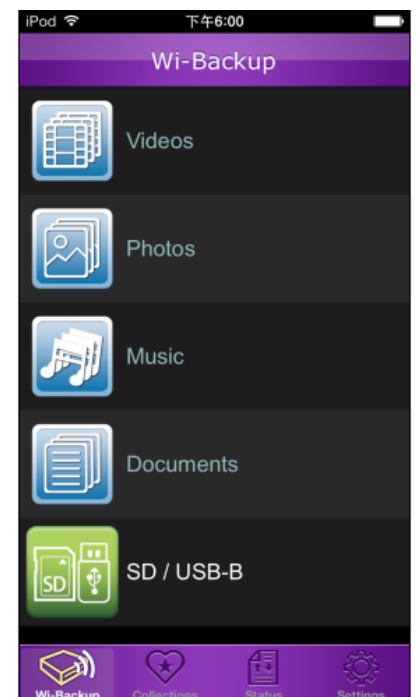 iPod 下午6:00
Wi-Backup
Videos
Photos
Music
Documents
SD
SD / USB-B
Wi-Backup Collections Status Settings